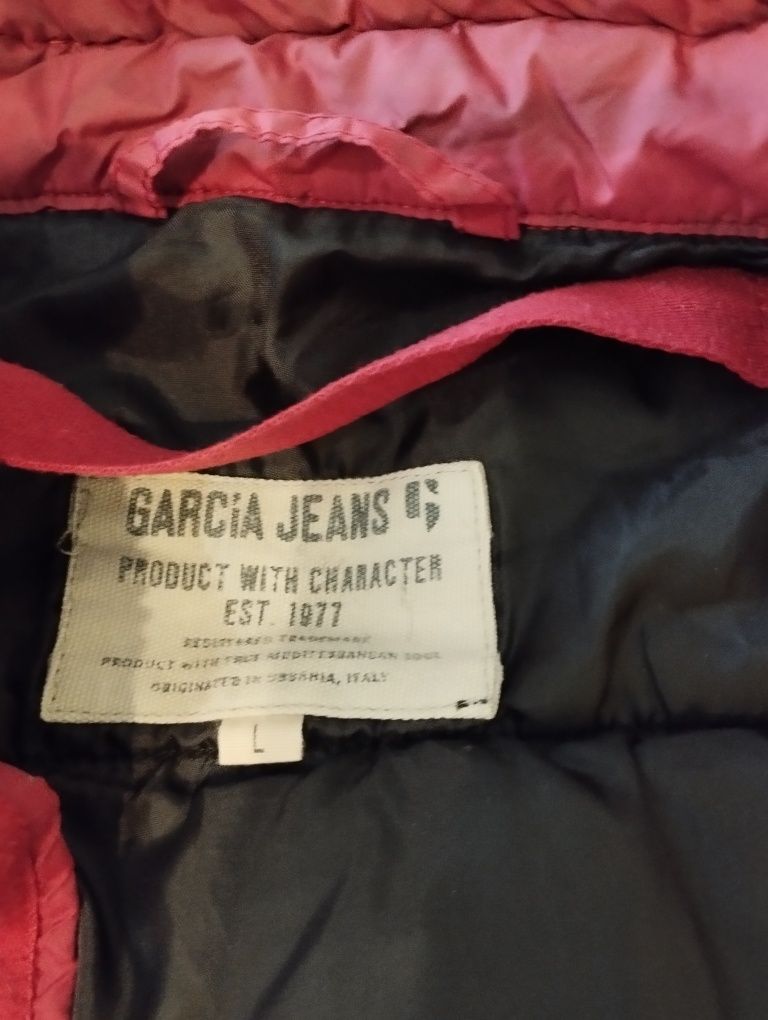 GARCiA JEANS
PRODUCT WITH CHARACTER
EST. 1977
REGISTERED TRADEMARK
PRODUCT WITH TRUE MEDITERRANEAN SOUL
ORIGINATED IN URBANIA, ITALY
L